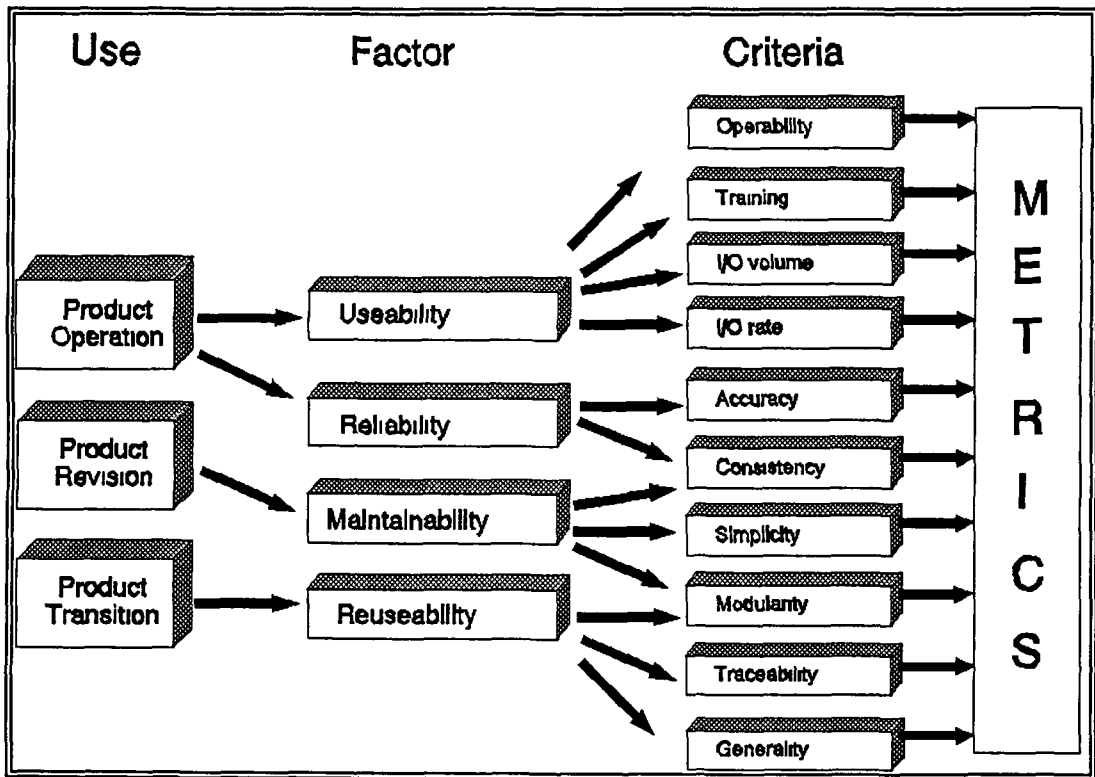 Use
Factor
Criteria
Product
Operation
Product
Revision
Product
Transition
Useability
Reliability
Maintainability
Reuseability
Operability
Training
I/O volume
I/O rate
Accuracy
Consistency
Simplicity
Modularity
Traceability
Generality
METRICS